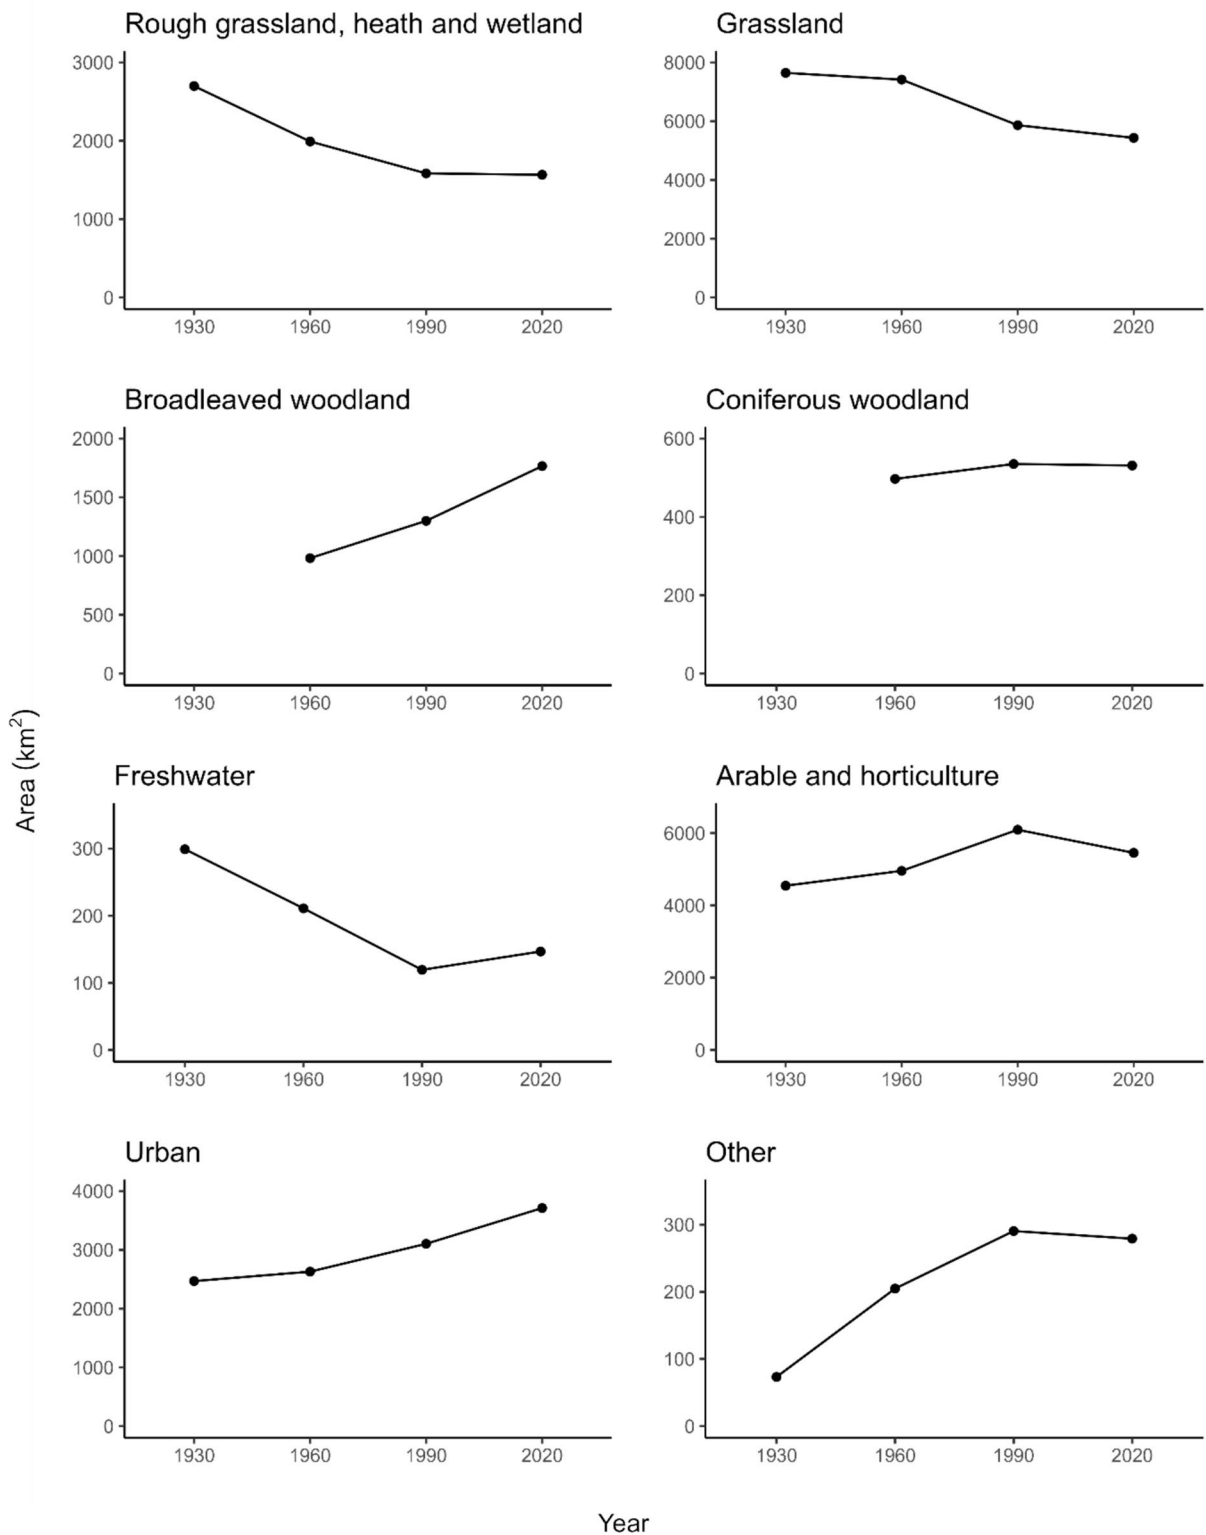 Rough grassland, heath and wetland
3000
2000
1000
0
1930 1960 1990 2020
Grassland
8000
6000
4000
2000
0
1930 1960 1990 2020
Broadleaved woodland
2000
1500
1000
500
0
1930 1960 1990 2020
Coniferous woodland
600
400
200
0
1930 1960 1990 2020
Area (km²)
Freshwater
300
200
100
0
1930 1960 1990 2020
Arable and horticulture
6000
4000
2000
0
1930 1960 1990 2020
Urban
4000
3000
2000
1000
0
1930 1960 1990 2020
Other
300
200
100
0
1930 1960 1990 2020
Year